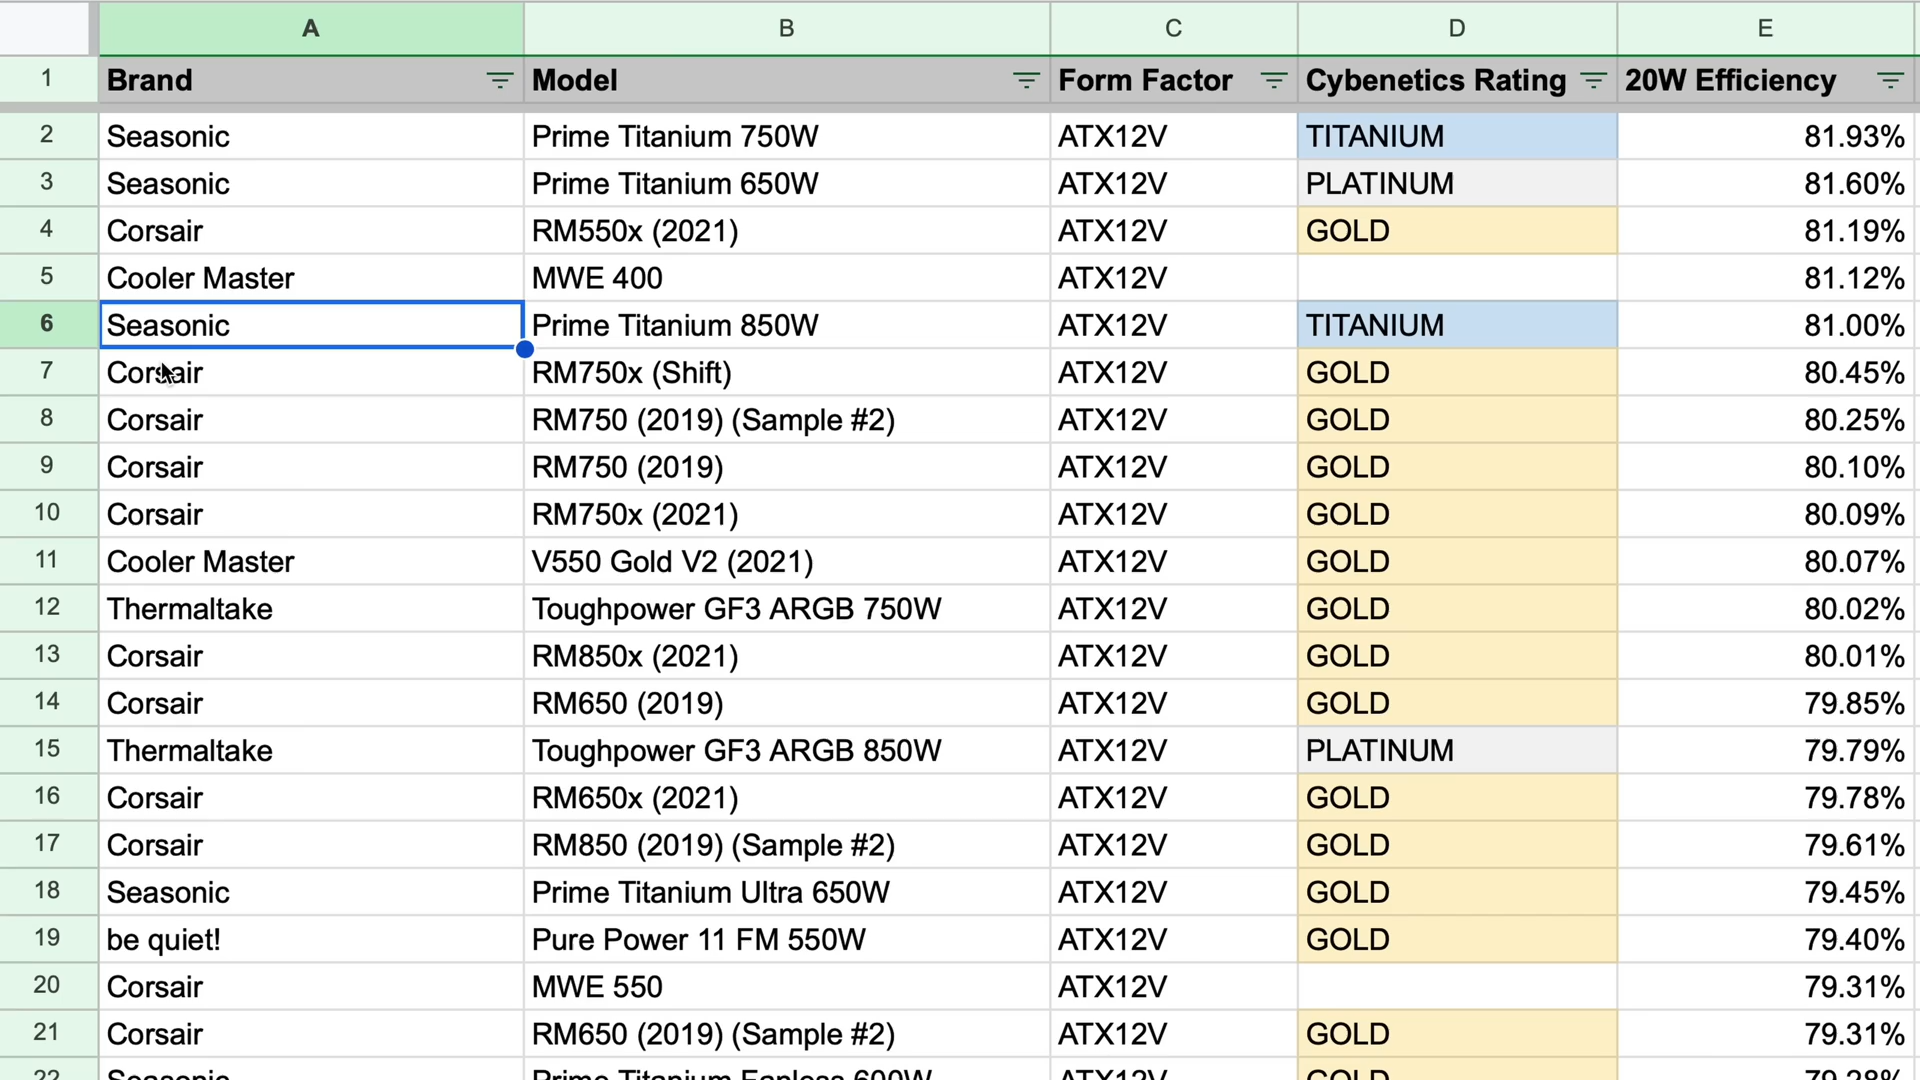 A B C D E
1 Brand Model Form Factor Cybenetics Rating 20W Efficiency
2 Seasonic Prime Titanium 750W ATX12V TITANIUM 81.93%
3 Seasonic Prime Titanium 650W ATX12V PLATINUM 81.60%
4 Corsair RM550x (2021) ATX12V GOLD 81.19%
5 Cooler Master MWE 400 ATX12V 81.12%
6 Seasonic Prime Titanium 850W ATX12V TITANIUM 81.00%
7 Corsair RM750x (Shift) ATX12V GOLD 80.45%
8 Corsair RM750 (2019) (Sample #2) ATX12V GOLD 80.25%
9 Corsair RM750 (2019) ATX12V GOLD 80.10%
10 Corsair RM750x (2021) ATX12V GOLD 80.09%
11 Cooler Master V550 Gold V2 (2021) ATX12V GOLD 80.07%
12 Thermaltake Toughpower GF3 ARGB 750W ATX12V GOLD 80.02%
13 Corsair RM850x (2021) ATX12V GOLD 80.01%
14 Corsair RM650 (2019) ATX12V GOLD 79.85%
15 Thermaltake Toughpower GF3 ARGB 850W ATX12V PLATINUM 79.79%
16 Corsair RM650x (2021) ATX12V GOLD 79.78%
17 Corsair RM850 (2019) (Sample #2) ATX12V GOLD 79.61%
18 Seasonic Prime Titanium Ultra 650W ATX12V GOLD 79.45%
19 be quiet! Pure Power 11 FM 550W ATX12V GOLD 79.40%
20 Corsair MWE 550 ATX12V 79.31%
21 Corsair RM650 (2019) (Sample #2) ATX12V GOLD 79.31%
22 Seasonic Prime Titanium Fanless 600W ATX12V GOLD 79.28%